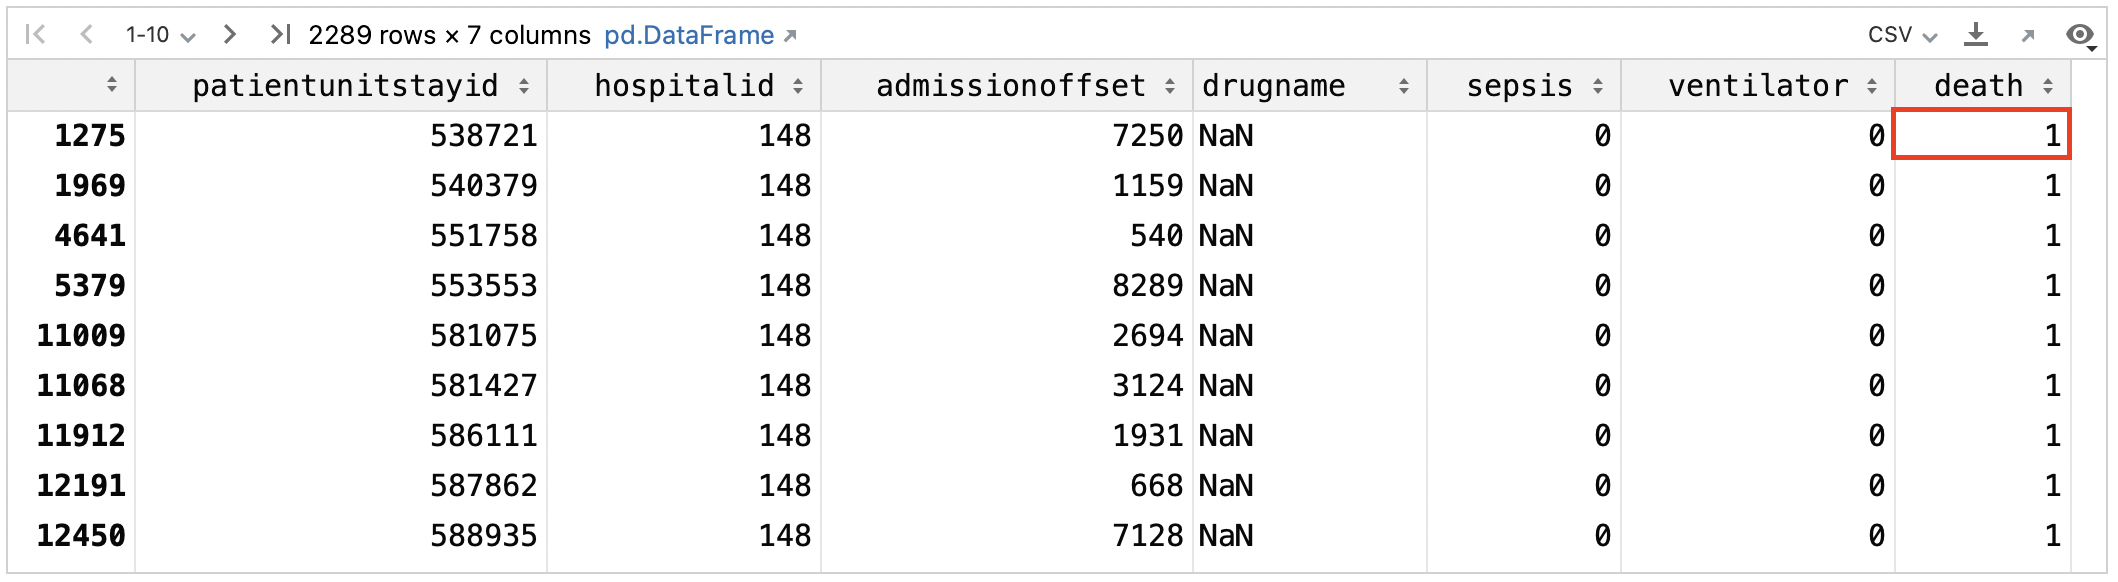 1-10 2289 rows × 7 columns pd.DataFrame CSV
patientunitstayid hospitalid admissionoffset drugname sepsis ventilator death
1275 538721 148 7250 NaN 0 0 1
1969 540379 148 1159 NaN 0 0 1
4641 551758 148 540 NaN 0 0 1
5379 553553 148 8289 NaN 0 0 1
11009 581075 148 2694 NaN 0 0 1
11068 581427 148 3124 NaN 0 0 1
11912 586111 148 1931 NaN 0 0 1
12191 587862 148 668 NaN 0 0 1
12450 588935 148 7128 NaN 0 0 1